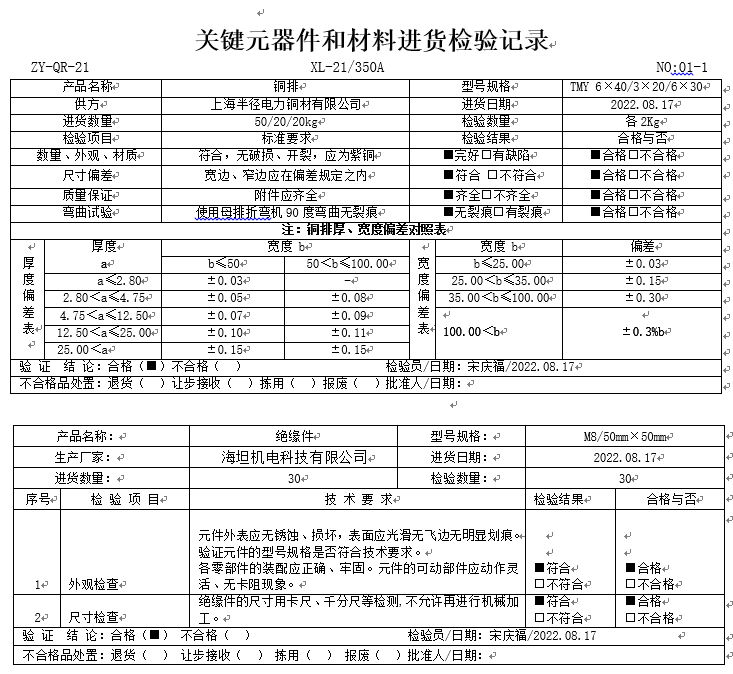 关键元器件和材料进货检验记录
ZY-QR-21 XL-21/350A NO:01-1
产品名称 铜排 型号规格 TMY 6×40/3×20/6×30
供方 上海半径电力铜材有限公司 进货日期 2022.08.17
进货数量 50/20/20kg 检验数量 各 2Kg
检验项目 标准要求 检验结果 合格与否
数量、外观、材质 符合，无破损、开裂，应为紫铜 ■完好□有缺陷 ■合格□不合格
尺寸偏差 宽边、窄边应在偏差规定之内 ■符合 □不符合 ■合格□不合格
质量保证 附件应齐全 ■齐全□不齐全 ■合格□不合格
弯曲试验 使用母排折弯机 90 度弯曲无裂痕 ■无裂痕□有裂痕 ■合格□不合格
注：铜排厚、宽度偏差对照表
厚度偏差表 厚度 宽度 b 宽度偏差表 宽度 b 偏差
a b≤50 50＜b≤100.00 b≤25.00 ±0.03
a≤2.80 ±0.03 - 25.00＜b≤35.00 ±0.15
2.80＜a≤4.75 ±0.05 ±0.08 35.00＜b≤100.00 ±0.30
4.75＜a≤12.50 ±0.07 ±0.09
12.50＜a≤25.00 ±0.10 ±0.11 100.00＜b ±0.3%b
25.00＜a ±0.15 ±0.15
验 证 结 论：合格（■）不合格（ ） 检验员/日期：宋庆福/2022.08.17
不合格品处置：退货（ ）让步接收（ ）拣用（ ）报废（ ）批准人/日期：
产品名称： 绝缘件 型号规格： M8/50mm×50mm
生产厂家： 海坦机电科技有限公司 进货日期： 2022.08.17
进货数量： 30 检验数量： 30
序号 检 验 项 目 技 术 要 求 检验结果 合格与否
元件外表应无锈蚀、损坏，表面应光滑无飞边无明显划痕。
验证元件的型号规格是否符合技术要求。
各零部件的装配应正确、牢固。元件的可动部件应动作灵 ■符合 ■合格
1 外观检查 活、无卡阻现象。 □不符合 □不合格
绝缘件的尺寸用卡尺、千分尺等检测,不允许再进行机械加 ■符合 ■合格
2 尺寸检查 工。 □不符合 □不合格
验 证 结 论：合格（■） 不合格（ ） 检验员/日期：宋庆福/2022.08.17
不合格品处置：退货（ ） 让步接收（ ） 拣用（ ） 报废（ ）批准人/日期：